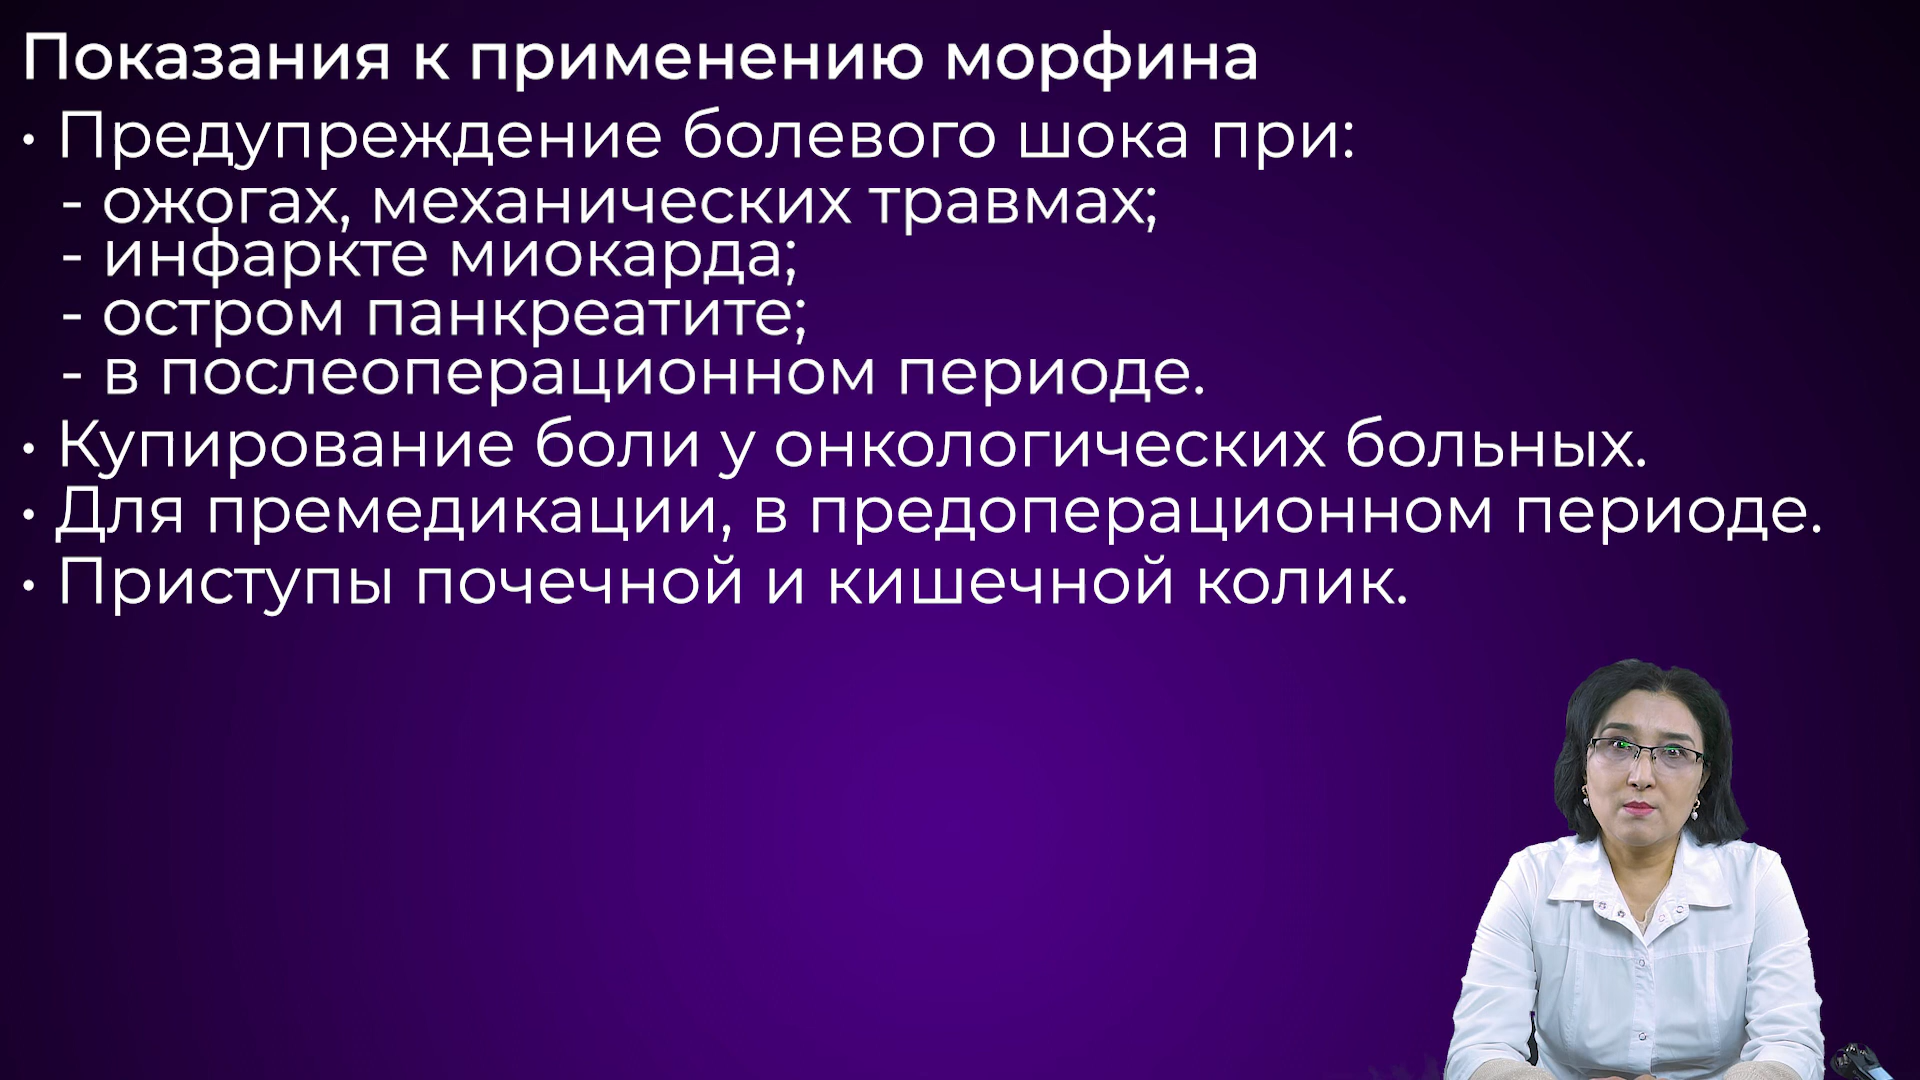 Показания к применению морфина
• Предупреждение болевого шока при:
- ожогах, механических травмах;
- инфаркте миокарда;
- остром панкреатите;
- в послеоперационном периоде.
• Купирование боли у онкологических больных.
• Для премедикации, в предоперационном периоде.
• Приступы почечной и кишечной колик.